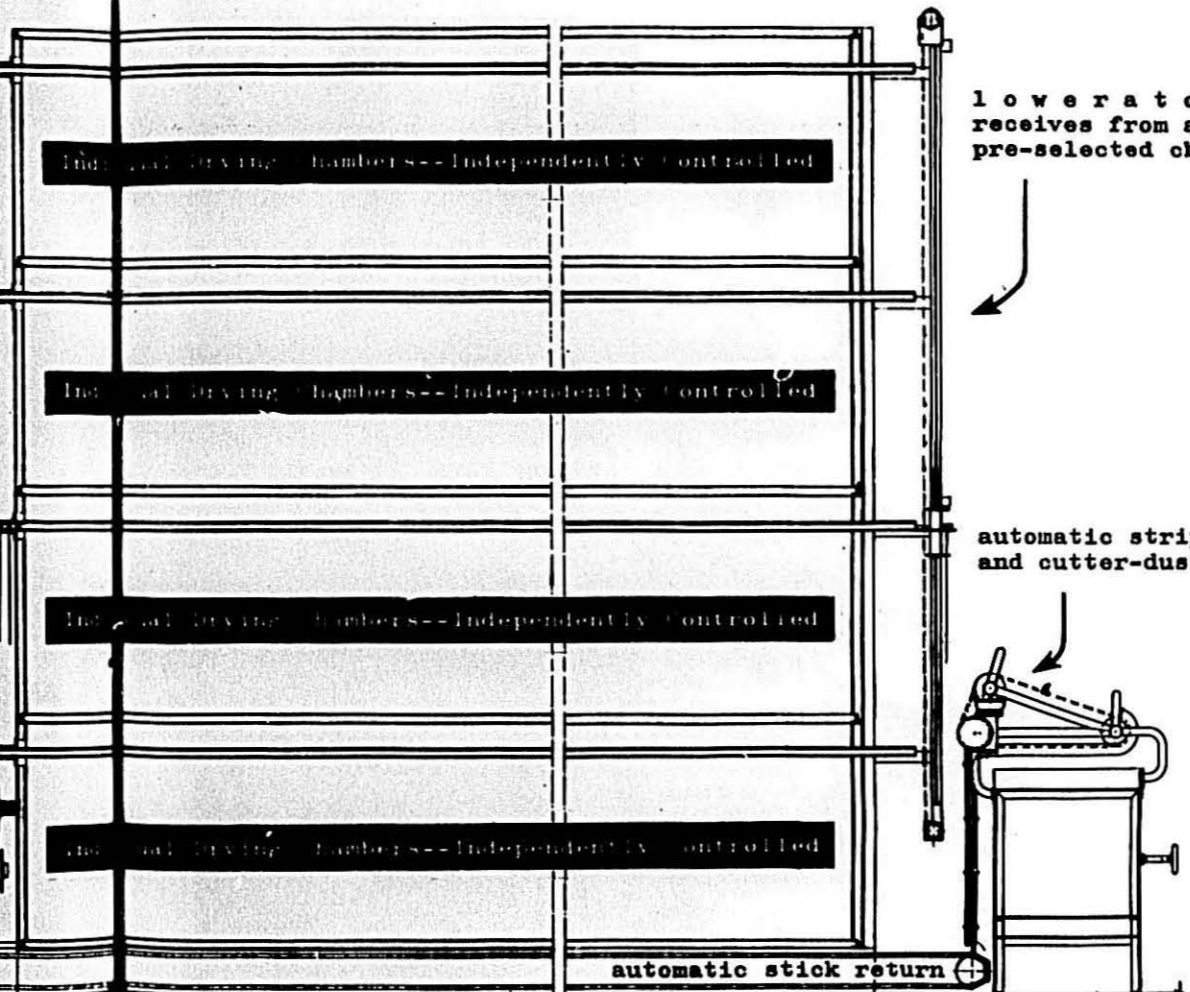 l o w e r a t o
receives from a
pre-selected ch
Drying Chambers--Independently Controlled
Drying Chambers--Independently Controlled
automatic strip
and cutter-dus
Drying Chambers--Independently Controlled
Drying Chambers--Independently Controlled
automatic stick return